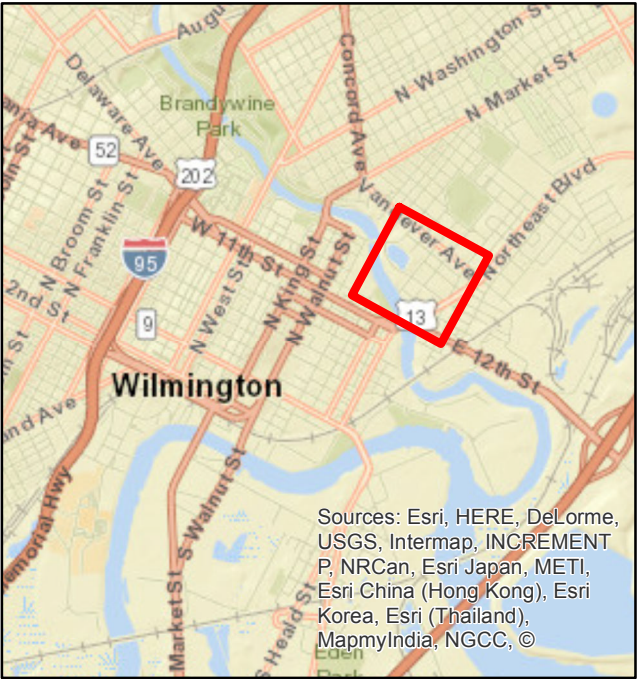 Augu
Concord Ave
N Washington St
N Market St
Delaware Ave
Brandywine
Park
ania Ave
52
202
Vandever Ave
Northeast Blvd
N Broom St
N Franklin St
W 11th St
N King St
N Walnut St
95
2nd St
9
N West St
13
E 12th St
Wilmington
nd Ave
S Walnut St
Memorial Hwy
Market St
S Heald St
Eden
Park
Sources: Esri, HERE, DeLorme,
USGS, Intermap, INCREMENT
P, NRCan, Esri Japan, METI,
Esri China (Hong Kong), Esri
Korea, Esri (Thailand),
MapmyIndia, NGCC, ©